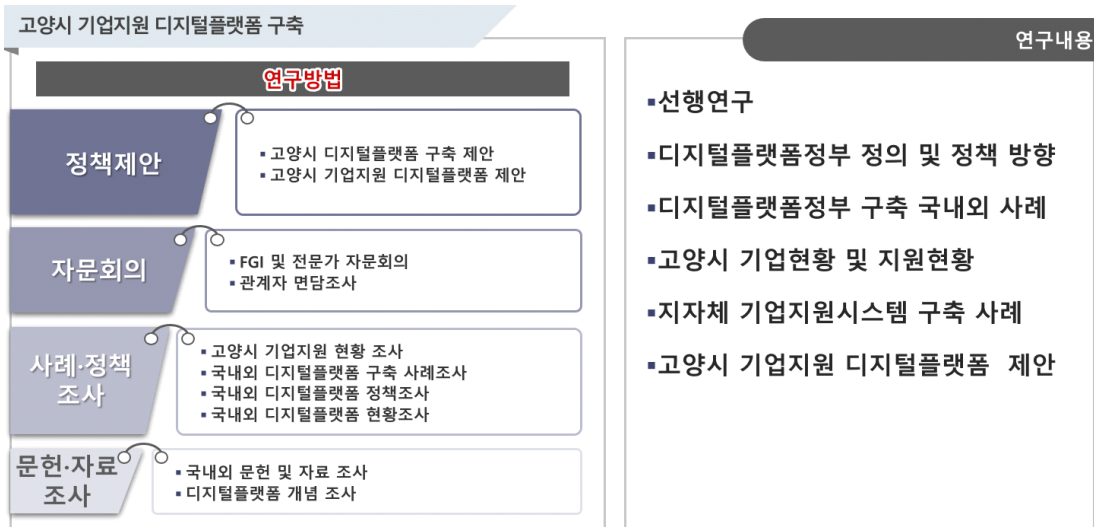 고양시 기업지원 디지털플랫폼 구축
연구방법
정책제안
▪고양시 디지털플랫폼 구축 제안
▪고양시 기업지원 디지털플랫폼 제안
자문회의
▪FGI 및 전문가 자문회의
▪관계자 면담조사
사례·정책
조사
▪고양시 기업지원 현황 조사
▪국내외 디지털플랫폼 구축 사례조사
▪국내외 디지털플랫폼 정책조사
▪국내외 디지털플랫폼 현황조사
문헌·자료
조사
▪국내외 문헌 및 자료 조사
▪디지털플랫폼 개념 조사
연구내용
▪선행연구
▪디지털플랫폼정부 정의 및 정책 방향
▪디지털플랫폼정부 구축 국내외 사례
▪고양시 기업현황 및 지원현황
▪지자체 기업지원시스템 구축 사례
▪고양시 기업지원 디지털플랫폼 제안